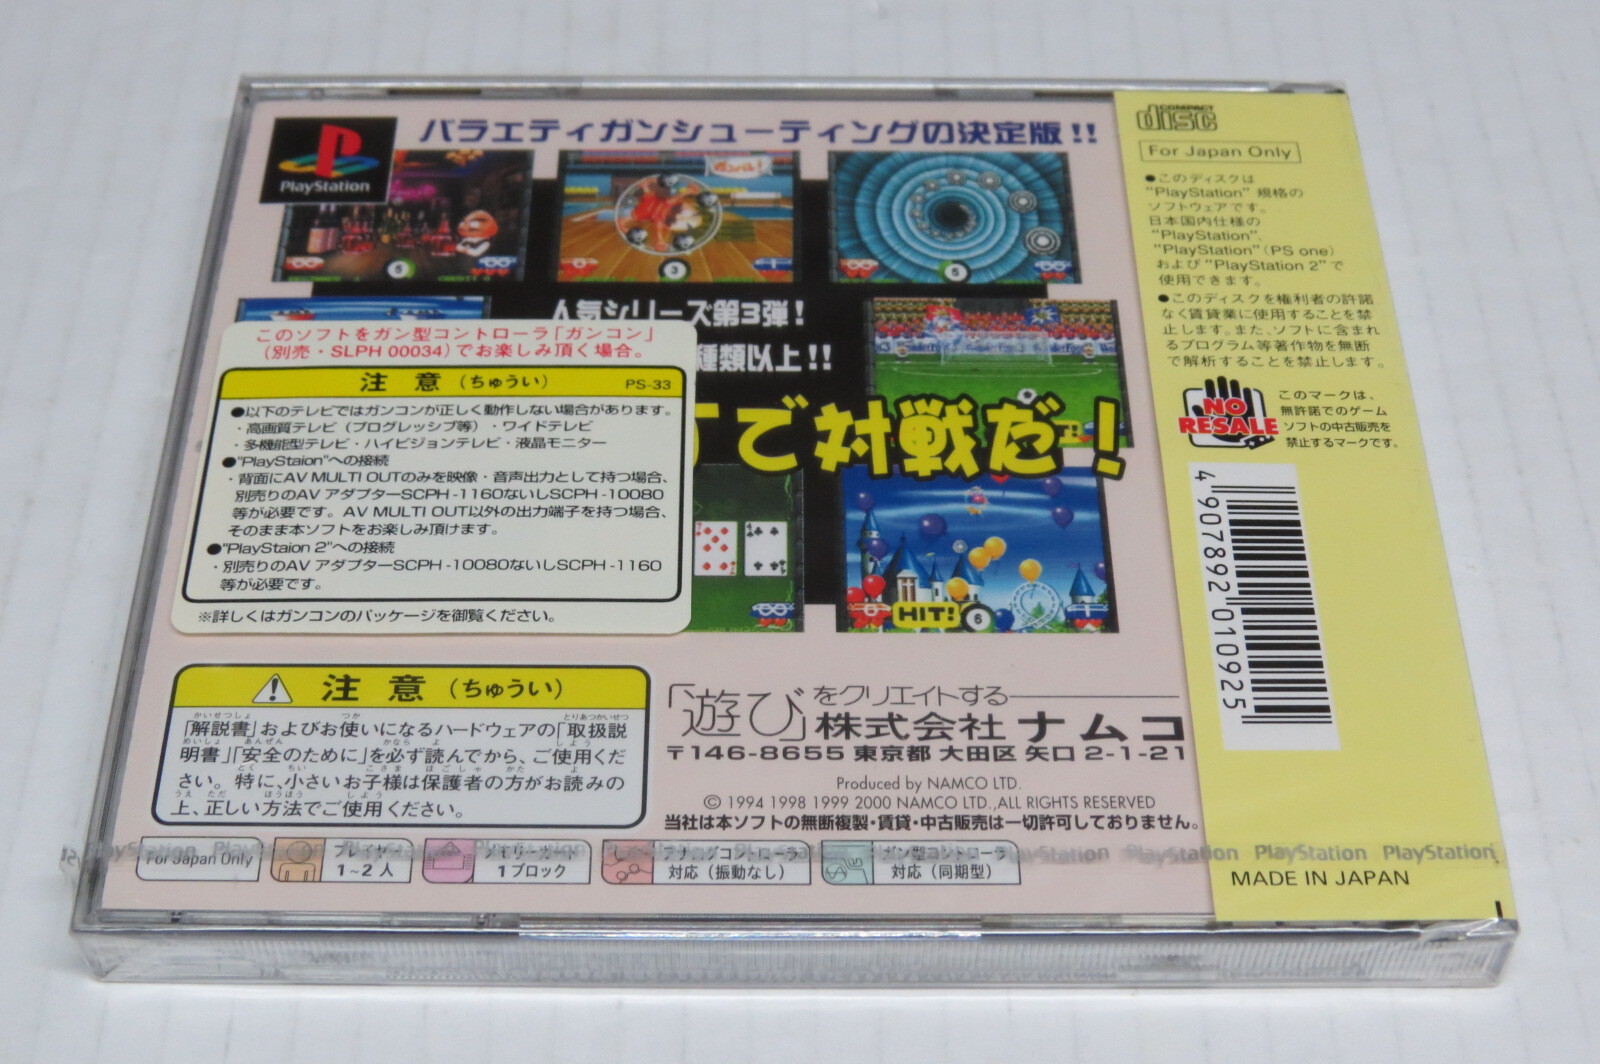 バラエティガンシューティングの決定版!!
PlayStation
ガンバレ!
5
3
5
人気シリーズ第3弾!
種類以上!!
で対戦だ!
HIT!
6
このソフトをガン型コントローラ「ガンコン」
(別売・SLPH 00034)でお楽しみ頂く場合。
注 意 (ちゅうい) PS-33
●以下のテレビではガンコンが正しく動作しない場合があります。
・高画質テレビ(プログレッシブ等)・ワイドテレビ
・多機能型テレビ・ハイビジョンテレビ・液晶モニター
●"PlayStaion"への接続
・背面にAV MULTI OUTのみを映像・音声出力として持つ場合、
別売りのAV アダプターSCPH-1160ないしSCPH-10080
等が必要です。AV MULTI OUT以外の出力端子を持つ場合、
そのまま本ソフトをお楽しみ頂けます。
●"PlayStaion 2"への接続
・別売りのAV アダプターSCPH-10080ないしSCPH-1160
等が必要です。
※詳しくはガンコンのパッケージを御覧ください。
注 意 (ちゅうい)
「解説書」およびお使いになるハードウェアの「取扱説
明書」「安全のために」を必ず読んでから、ご使用くだ
さい。特に、小さいお子様は保護者の方がお読みの
上、正しい方法でご使用ください。
「遊び」をクリエイトする
株式会社 ナムコ
〒146-8655 東京都 大田区 矢口 2-1-21
Produced by NAMCO LTD.
© 1994 1998 1999 2000 NAMCO LTD.,ALL RIGHTS RESERVED
当社は本ソフトの無断複製・賃貸・中古販売は一切許可しておりません。
For Japan Only
プレイヤー
1~2 人
メモリーカード
1 ブロック
アナログコントローラ
対応(振動なし)
ガン型コントローラ
対応(同期型)
PlayStation PlayStation PlayStation
COMPACT
disc
For Japan Only
●このディスクは
"PlayStation" 規格の
ソフトウェアです。
日本国内仕様の
"PlayStation"、
"PlayStation"(PS one)
および"PlayStation 2"で
使用できます。
●このディスクを権利者の許諾
なく賃貸業に使用することを禁
止します。また、ソフトに含まれ
るプログラム等著作物を無断
で解析することを禁止します。
NO
RESALE
このマークは、
無許諾でのゲーム
ソフトの中古販売を
禁止するマークです。
4 907892 010925
MADE IN JAPAN